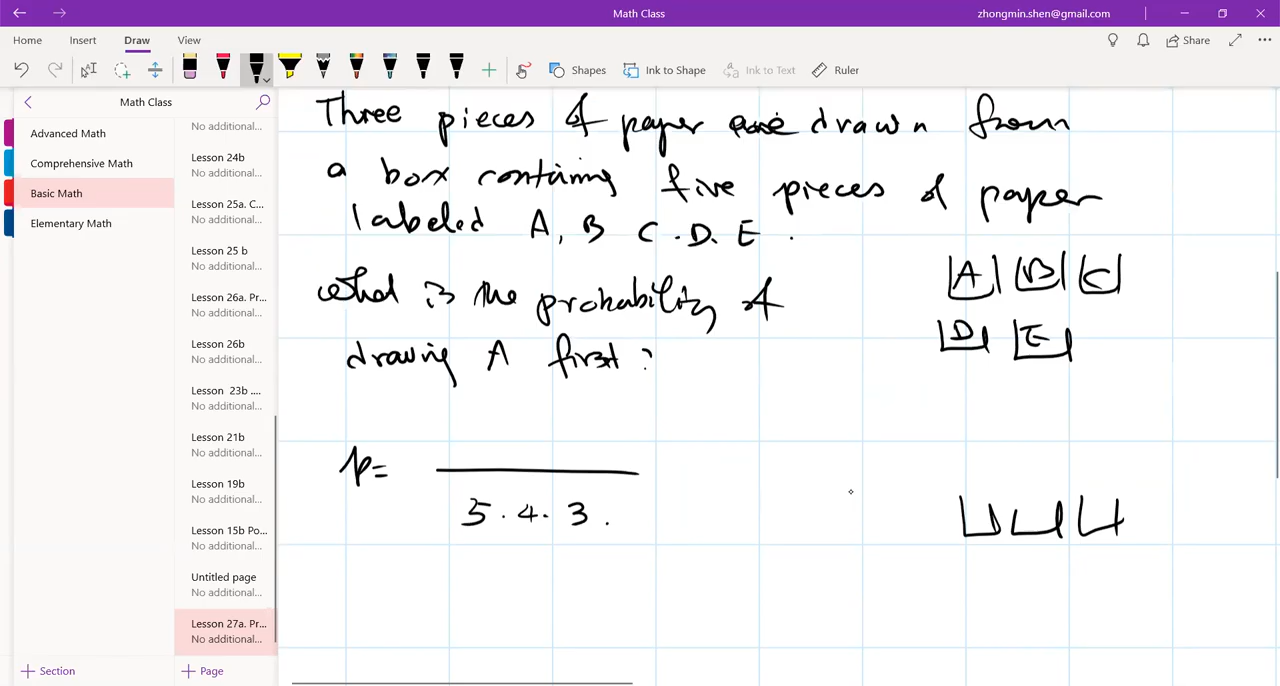 Math Class
zhongmin.shen@gmail.com
Home Insert Draw View
Share
Shapes Ink to Shape Ink to Text Ruler
Math Class
Advanced Math
Comprehensive Math
Basic Math
Elementary Math
No additional...
Lesson 24b
No additional...
Lesson 25a. C...
No additional...
Lesson 25 b
No additional...
Lesson 26a. Pr...
No additional...
Lesson 26b
No additional...
Lesson 23b ....
No additional...
Lesson 21b
No additional...
Lesson 19b
No additional...
Lesson 15b Po...
No additional...
Untitled page
No additional...
Lesson 27a. Pr...
No additional...
Section
Page
Three pieces of paper are drawn from
a box containing five pieces of paper
labeled A, B C. D. E.
What is the probability of
drawing A first?
A B C
D E
P=
5 · 4 · 3 .